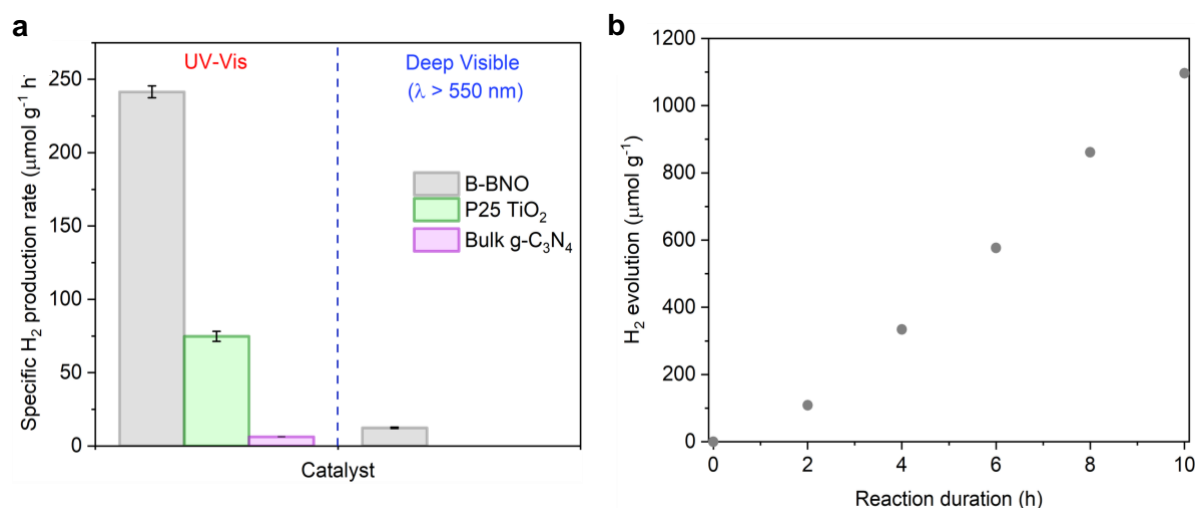 a
Specific H₂ production rate (μmol g⁻¹ h⁻
250
200
150
100
50
0
UV-Vis
Deep Visible
(λ > 550 nm)
B-BNO
P25 TiO₂
Bulk g-C₃N₄
Catalyst
b
H₂ evolution (μmol g⁻¹)
1200
1000
800
600
400
200
0
0 2 4 6 8 10
Reaction duration (h)